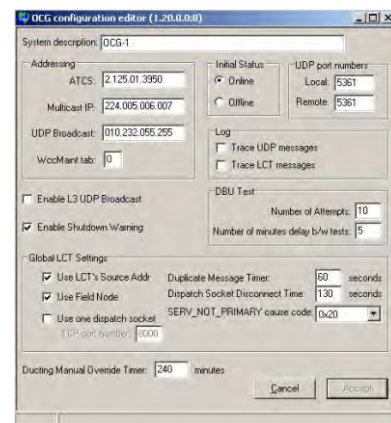 OCG configuration editor (1.20.0.0:8)
System description: OCG-1
Addressing
ATCS: 2.125.01.3950
Multicast IP: 224.005.006.007
UDP Broadcast: 010.232.055.255
WccMaint tab: 0
Initial Status
Online
Offline
UDP port numbers
Local: 5361
Remote: 5361
Log
Trace UDP messages
Trace LCT messages
Enable L3 UDP Broadcast
Enable Shutdown Warning
DBU Test
Number of Attempts: 10
Number of minutes delay b/w tests: 5
Global LCT Settings
Use LCT's Source Addr
Use Field Node
Use one dispatch socket
TCP port number: 8000
Duplicate Message Timer: 60 seconds
Dispatch Socket Disconnect Time: 130 seconds
SERV_NOT_PRIMARY cause code: 0x20
Ducting Manual Override Timer: 240 minutes
Cancel
Accept